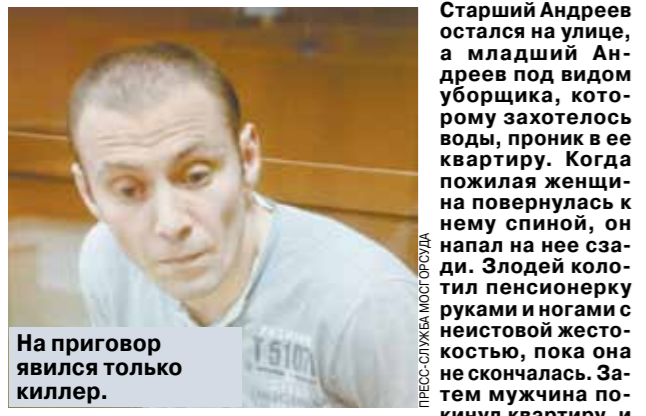 На приговор
явился только
киллер.
ПРЕСС-СЛУЖБА МОСГОРСУДА
Старший Андреев
остался на улице,
а младший Ан-
дреев под видом
уборщика, кото-
рому захотелось
воды, проник в ее
квартиру. Когда
пожилая женщи-
на повернулась к
нему спиной, он
напал на нее сза-
ди. Злодей коло-
тил пенсионерку
руками и ногами с
неистовой жесто-
костью, пока она
не скончалась. За-
тем мужчина по-
кинул квартиру, и